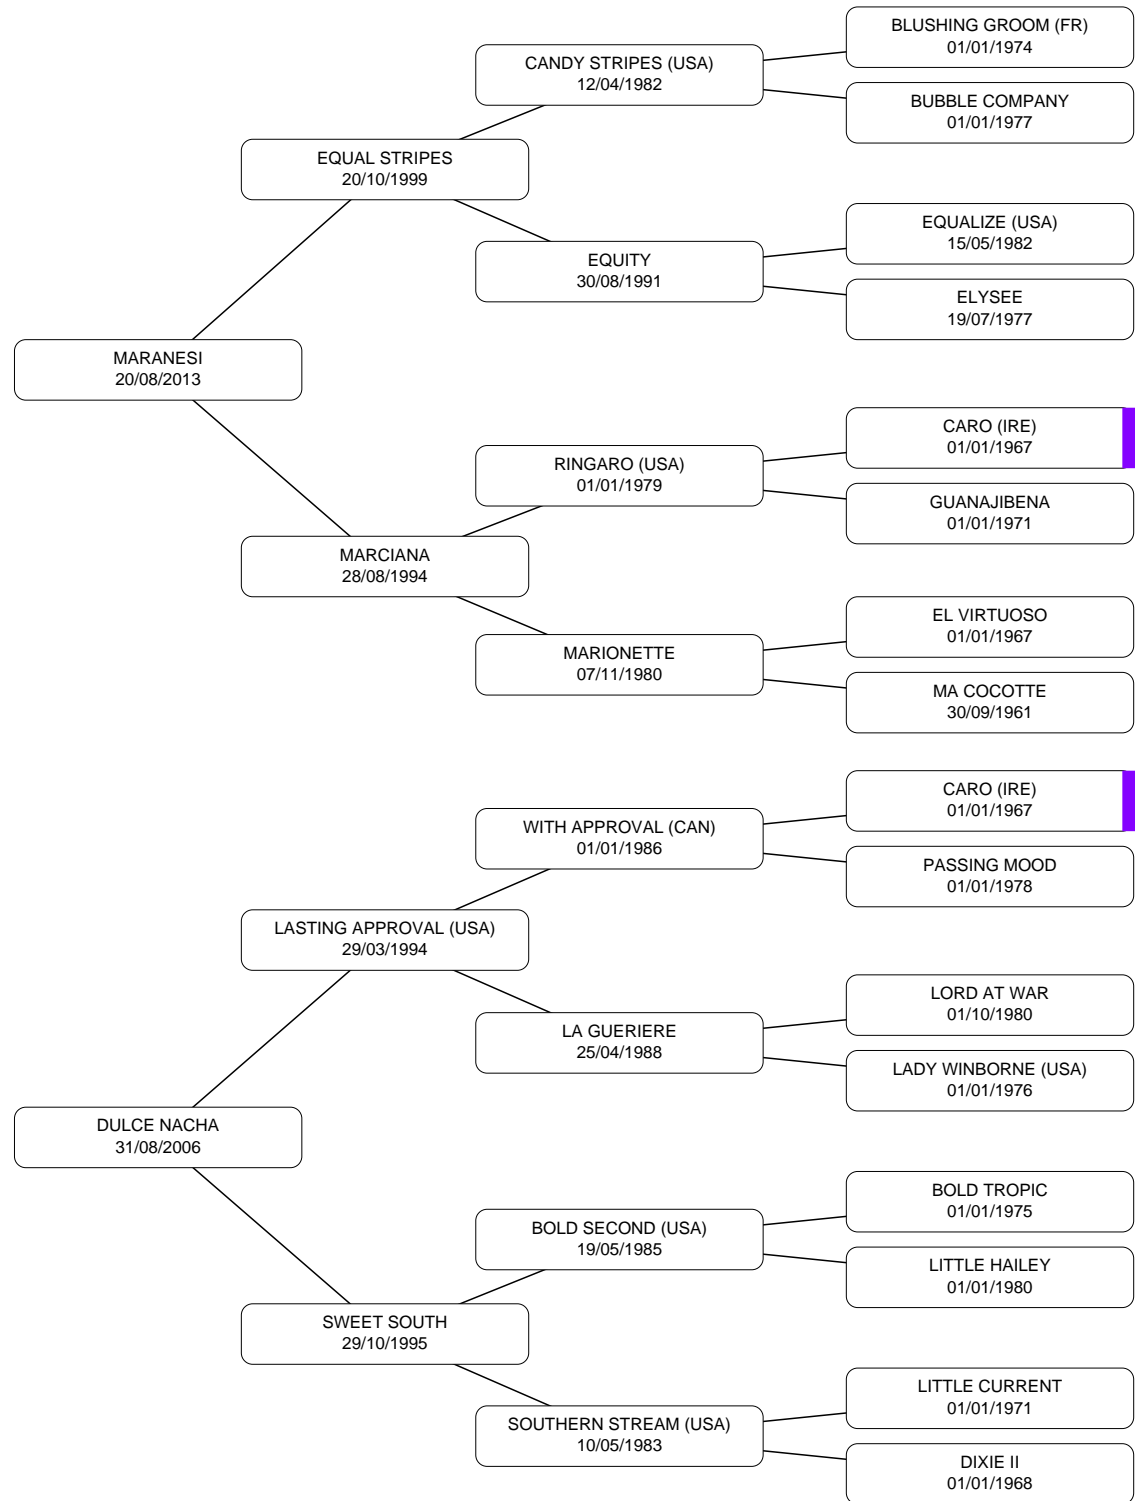 BLUSHING GROOM (FR)
01/01/1974
CANDY STRIPES (USA)
12/04/1982
BUBBLE COMPANY
01/01/1977
EQUAL STRIPES
20/10/1999
EQUALIZE (USA)
15/05/1982
EQUITY
30/08/1991
ELYSEE
19/07/1977
MARANESI
20/08/2013
CARO (IRE)
01/01/1967
RINGARO (USA)
01/01/1979
GUANAJIBENA
01/01/1971
MARCIANA
28/08/1994
EL VIRTUOSO
01/01/1967
MARIONETTE
07/11/1980
MA COCOTTE
30/09/1961
CARO (IRE)
01/01/1967
WITH APPROVAL (CAN)
01/01/1986
PASSING MOOD
01/01/1978
LASTING APPROVAL (USA)
29/03/1994
LORD AT WAR
01/10/1980
LA GUERIERE
25/04/1988
LADY WINBORNE (USA)
01/01/1976
DULCE NACHA
31/08/2006
BOLD TROPIC
01/01/1975
BOLD SECOND (USA)
19/05/1985
LITTLE HAILEY
01/01/1980
SWEET SOUTH
29/10/1995
LITTLE CURRENT
01/01/1971
SOUTHERN STREAM (USA)
10/05/1983
DIXIE II
01/01/1968